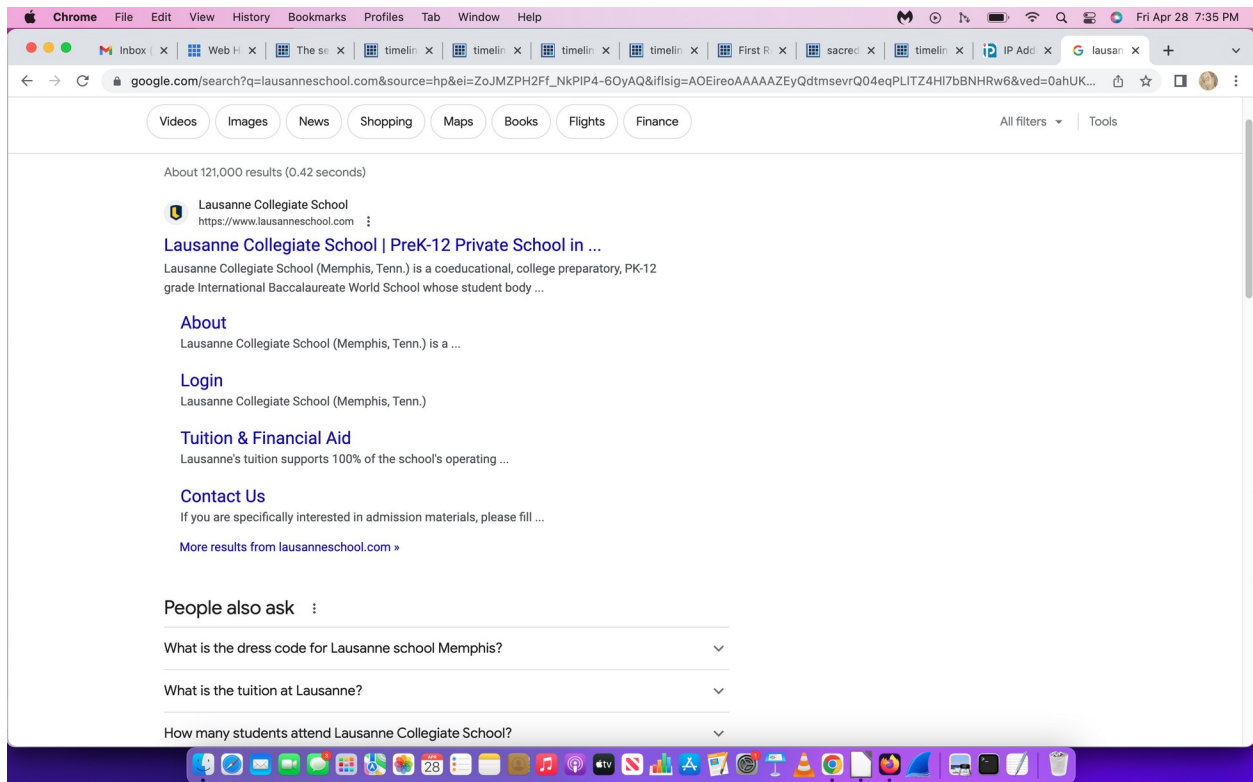 Chrome File Edit View History Bookmarks Profiles Tab Window Help Fri Apr 28 7:35 PM
Inbox ( Web H The se timelin timelin timelin timelin First R sacred timelin IP Add lausan
google.com/search?q=lausanneschool.com&source=hp&ei=ZoJMZPH2Ff_NkPIP4-6OyAQ&iflsig=AOEireoAAAAAZEyQdtmsevrQ04eqPLITZ4Hl7bBNHRw6&ved=0ahUK...
Videos Images News Shopping Maps Books Flights Finance All filters Tools
About 121,000 results (0.42 seconds)
Lausanne Collegiate School
https://www.lausanneschool.com
Lausanne Collegiate School | PreK-12 Private School in ...
Lausanne Collegiate School (Memphis, Tenn.) is a coeducational, college preparatory, PK-12
grade International Baccalaureate World School whose student body ...
About
Lausanne Collegiate School (Memphis, Tenn.) is a ...
Login
Lausanne Collegiate School (Memphis, Tenn.)
Tuition & Financial Aid
Lausanne's tuition supports 100% of the school's operating ...
Contact Us
If you are specifically interested in admission materials, please fill ...
More results from lausanneschool.com »
People also ask
What is the dress code for Lausanne school Memphis?
What is the tuition at Lausanne?
How many students attend Lausanne Collegiate School?
28 tv